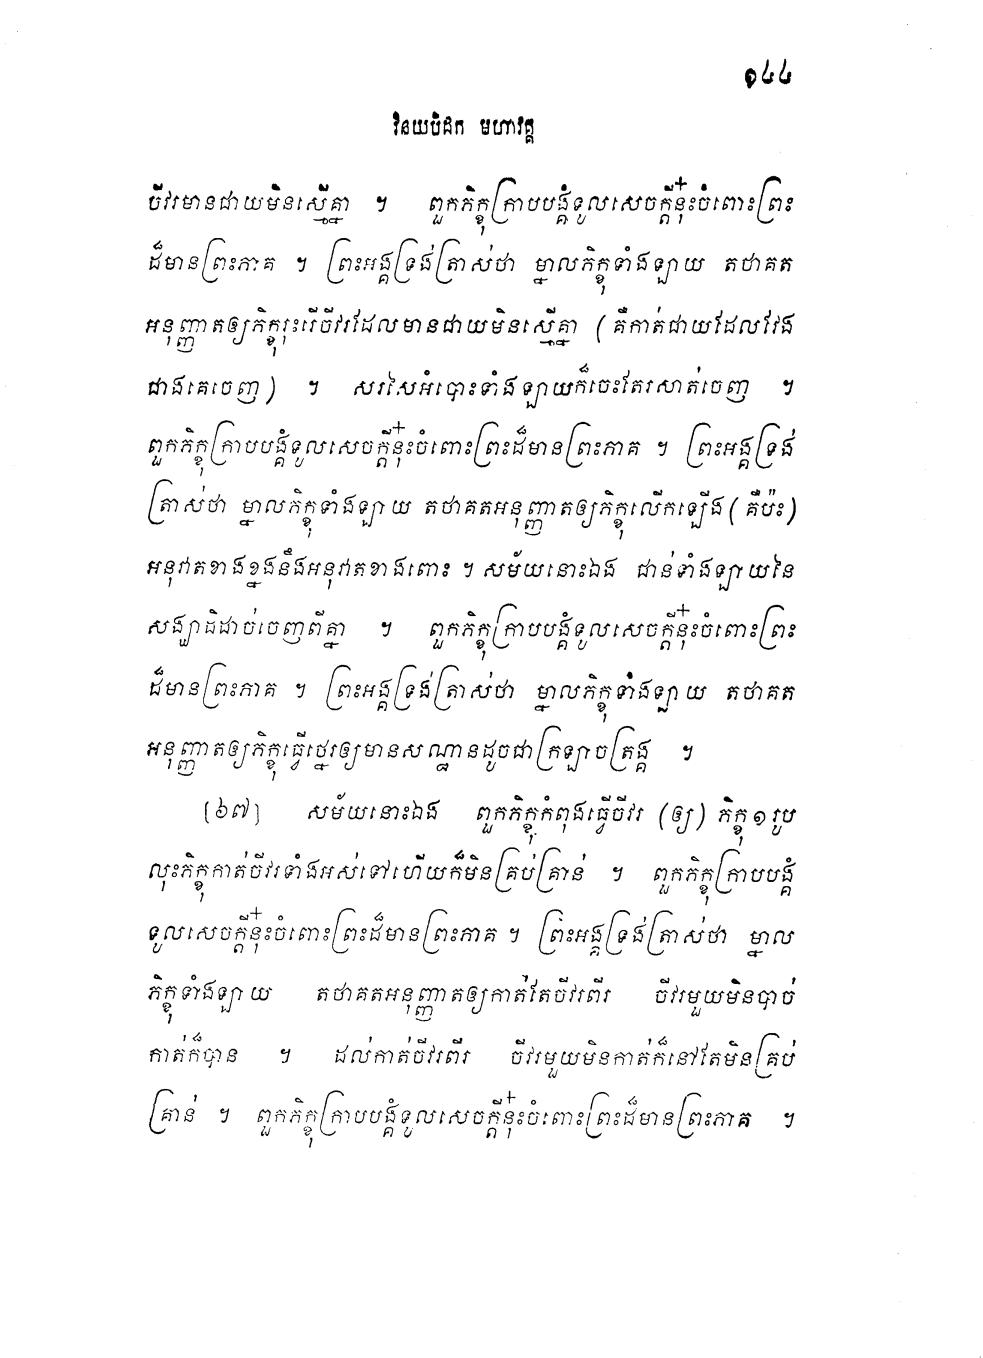 ១៤៤
វិនយបិដក មហាវគ្គ
ចីវរមានជាយមិនស្មើគ្នា ។ ពួកភិក្ខុក្រាបបង្គំទូលសេចក្តីនុ៎ះចំពោះព្រះ
ដ៏មានព្រះភាគ ។ ព្រះអង្គទ្រង់ត្រាស់ថា ម្នាលភិក្ខុទាំងឡាយ តថាគត
អនុញ្ញាតឲ្យភិក្ខុរុះរើចីវរដែលមានជាយមិនស្មើគ្នា (គឺកាត់ជាយដែលវែង
ជាងគេចេញ) ។ សរសៃអំបោះទាំងឡាយក៏ចេះតែរសាត់ចេញ ។
ពួកភិក្ខុក្រាបបង្គំទូលសេចក្តីនុ៎ះចំពោះព្រះដ៏មានព្រះភាគ ។ ព្រះអង្គទ្រង់
ត្រាស់ថា ម្នាលភិក្ខុទាំងឡាយ តថាគតអនុញ្ញាតឲ្យភិក្ខុលើកឡើង (គឺប៉ះ)
អនុវាតខាងខ្នងនឹងអនុវាតខាងពោះ ។ សម័យនោះឯង ជាន់ទាំងឡាយនៃ
សង្ឃាដិដាច់ចេញពីគ្នា ។ ពួកភិក្ខុក្រាបបង្គំទូលសេចក្តីនុ៎ះចំពោះព្រះ
ដ៏មានព្រះភាគ ។ ព្រះអង្គទ្រង់ត្រាស់ថា ម្នាលភិក្ខុទាំងឡាយ តថាគត
អនុញ្ញាតឲ្យភិក្ខុធ្វើថ្នេរឲ្យមានសណ្ឋានដូចជាក្រឡាចត្រង្គ ។
[៦៧] សម័យនោះឯង ពួកភិក្ខុកំពុងធ្វើចីវរ (ឲ្យ) ភិក្ខុ១រូប
លុះភិក្ខុកាត់ចីវរទាំងអស់ទៅហើយក៏មិនគ្រប់គ្រាន់ ។ ពួកភិក្ខុក្រាបបង្គំ
ទូលសេចក្តីនុ៎ះចំពោះព្រះដ៏មានព្រះភាគ ។ ព្រះអង្គទ្រង់ត្រាស់ថា ម្នាល
ភិក្ខុទាំងឡាយ តថាគតអនុញ្ញាតឲ្យកាត់តែចីវរពីរ ចីវរមួយមិនបាច់
កាត់ក៏បាន ។ ដល់កាត់ចីវរពីរ ចីវរមួយមិនកាត់ក៏នៅតែមិនគ្រប់
គ្រាន់ ។ ពួកភិក្ខុក្រាបបង្គំទូលសេចក្តីនុ៎ះចំពោះព្រះដ៏មានព្រះភាគ ។